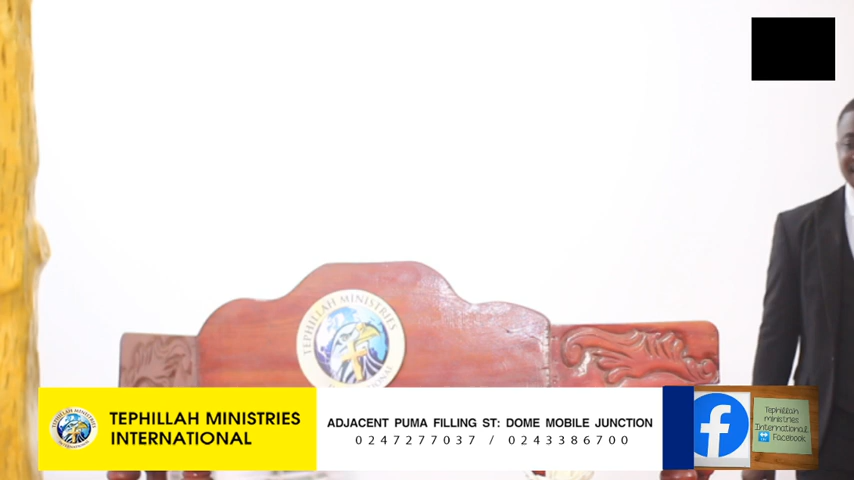 TEPHILLAH MINISTRIES
TEPHILLAH MINISTRIES
INTERNATIONAL
ADJACENT PUMA FILLING ST: DOME MOBILE JUNCTION
0247277037 / 0243386700
Tephillah
ministries
International
Facebook